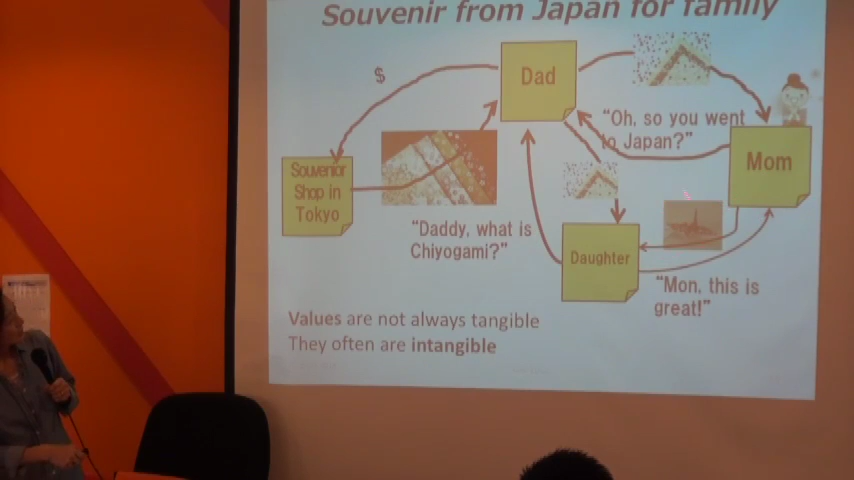 Souvenir from Japan for family
$
Dad
"Oh, so you went
to Japan?"
Souvenior
Shop in
Tokyo
Mom
"Daddy, what is
Chiyogami?"
Daughter
"Mon, this is
great!"
Values are not always tangible
They often are intangible